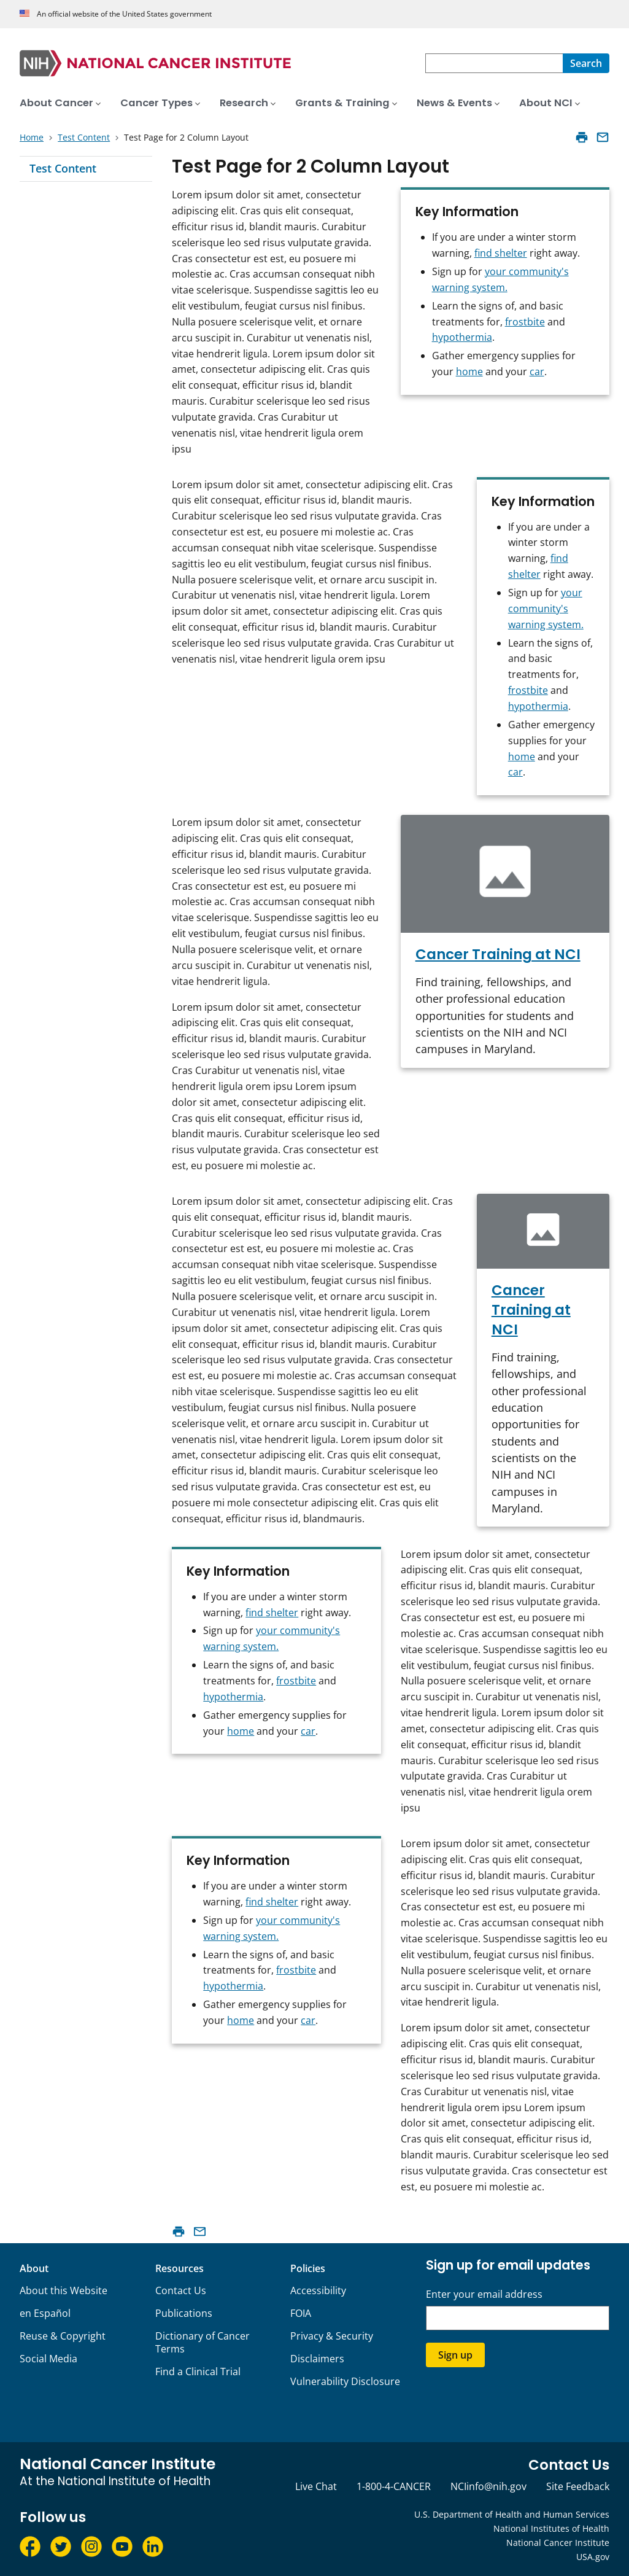 An official website of the United States government
NIH NATIONAL CANCER INSTITUTE
Search
About Cancer Cancer Types Research Grants & Training News & Events About NCI
Home Test Content Test Page for 2 Column Layout
Test Content
Test Page for 2 Column Layout
Lorem ipsum dolor sit amet, consectetur
adipiscing elit. Cras quis elit consequat,
efficitur risus id, blandit mauris. Curabitur
scelerisque leo sed risus vulputate gravida.
Cras consectetur est est, eu posuere mi
molestie ac. Cras accumsan consequat nibh
vitae scelerisque. Suspendisse sagittis leo eu
elit vestibulum, feugiat cursus nisl finibus.
Nulla posuere scelerisque velit, et ornare
arcu suscipit in. Curabitur ut venenatis nisl,
vitae hendrerit ligula. Lorem ipsum dolor sit
amet, consectetur adipiscing elit. Cras quis
elit consequat, efficitur risus id, blandit
mauris. Curabitur scelerisque leo sed risus
vulputate gravida. Cras Curabitur ut
venenatis nisl, vitae hendrerit ligula orem
ipsu
Key Information
If you are under a winter storm
warning, find shelter right away.
Sign up for your community's
warning system.
Learn the signs of, and basic
treatments for, frostbite and
hypothermia.
Gather emergency supplies for
your home and your car.
Lorem ipsum dolor sit amet, consectetur adipiscing elit. Cras
quis elit consequat, efficitur risus id, blandit mauris.
Curabitur scelerisque leo sed risus vulputate gravida. Cras
consectetur est est, eu posuere mi molestie ac. Cras
accumsan consequat nibh vitae scelerisque. Suspendisse
sagittis leo eu elit vestibulum, feugiat cursus nisl finibus.
Nulla posuere scelerisque velit, et ornare arcu suscipit in.
Curabitur ut venenatis nisl, vitae hendrerit ligula. Lorem
ipsum dolor sit amet, consectetur adipiscing elit. Cras quis
elit consequat, efficitur risus id, blandit mauris. Curabitur
scelerisque leo sed risus vulputate gravida. Cras Curabitur ut
venenatis nisl, vitae hendrerit ligula orem ipsu
Key Information
If you are under a
winter storm
warning, find
shelter right away.
Sign up for your
community's
warning system.
Learn the signs of,
and basic
treatments for,
frostbite and
hypothermia.
Gather emergency
supplies for your
home and your
car.
Lorem ipsum dolor sit amet, consectetur
adipiscing elit. Cras quis elit consequat,
efficitur risus id, blandit mauris. Curabitur
scelerisque leo sed risus vulputate gravida.
Cras consectetur est est, eu posuere mi
molestie ac. Cras accumsan consequat nibh
vitae scelerisque. Suspendisse sagittis leo eu
elit vestibulum, feugiat cursus nisl finibus.
Nulla posuere scelerisque velit, et ornare
arcu suscipit in. Curabitur ut venenatis nisl,
vitae hendrerit ligula.
Lorem ipsum dolor sit amet, consectetur
adipiscing elit. Cras quis elit consequat,
efficitur risus id, blandit mauris. Curabitur
scelerisque leo sed risus vulputate gravida.
Cras Curabitur ut venenatis nisl, vitae
hendrerit ligula orem ipsu Lorem ipsum
dolor sit amet, consectetur adipiscing elit.
Cras quis elit consequat, efficitur risus id,
blandit mauris. Curabitur scelerisque leo sed
risus vulputate gravida. Cras consectetur est
est, eu posuere mi molestie ac.
Cancer Training at NCI
Find training, fellowships, and
other professional education
opportunities for students and
scientists on the NIH and NCI
campuses in Maryland.
Lorem ipsum dolor sit amet, consectetur adipiscing elit. Cras
quis elit consequat, efficitur risus id, blandit mauris.
Curabitur scelerisque leo sed risus vulputate gravida. Cras
consectetur est est, eu posuere mi molestie ac. Cras
accumsan consequat nibh vitae scelerisque. Suspendisse
sagittis leo eu elit vestibulum, feugiat cursus nisl finibus.
Nulla posuere scelerisque velit, et ornare arcu suscipit in.
Curabitur ut venenatis nisl, vitae hendrerit ligula. Lorem
ipsum dolor sit amet, consectetur adipiscing elit. Cras quis
elit consequat, efficitur risus id, blandit mauris. Curabitur
scelerisque leo sed risus vulputate gravida. Cras consectetur
est est, eu posuere mi molestie ac. Cras accumsan consequat
nibh vitae scelerisque. Suspendisse sagittis leo eu elit
vestibulum, feugiat cursus nisl finibus. Nulla posuere
scelerisque velit, et ornare arcu suscipit in. Curabitur ut
venenatis nisl, vitae hendrerit ligula. Lorem ipsum dolor sit
amet, consectetur adipiscing elit. Cras quis elit consequat,
efficitur risus id, blandit mauris. Curabitur scelerisque leo
sed risus vulputate gravida. Cras consectetur est est, eu
posuere mi mole consectetur adipiscing elit. Cras quis elit
consequat, efficitur risus id, blandmauris.
Cancer
Training at
NCI
Find training,
fellowships, and
other professional
education
opportunities for
students and
scientists on the
NIH and NCI
campuses in
Maryland.
Key Information
If you are under a winter storm
warning, find shelter right away.
Sign up for your community's
warning system.
Learn the signs of, and basic
treatments for, frostbite and
hypothermia.
Gather emergency supplies for
your home and your car.
Lorem ipsum dolor sit amet, consectetur
adipiscing elit. Cras quis elit consequat,
efficitur risus id, blandit mauris. Curabitur
scelerisque leo sed risus vulputate gravida.
Cras consectetur est est, eu posuere mi
molestie ac. Cras accumsan consequat nibh
vitae scelerisque. Suspendisse sagittis leo eu
elit vestibulum, feugiat cursus nisl finibus.
Nulla posuere scelerisque velit, et ornare
arcu suscipit in. Curabitur ut venenatis nisl,
vitae hendrerit ligula. Lorem ipsum dolor sit
amet, consectetur adipiscing elit. Cras quis
elit consequat, efficitur risus id, blandit
mauris. Curabitur scelerisque leo sed risus
vulputate gravida. Cras Curabitur ut
venenatis nisl, vitae hendrerit ligula orem
ipsu
Key Information
If you are under a winter storm
warning, find shelter right away.
Sign up for your community's
warning system.
Learn the signs of, and basic
treatments for, frostbite and
hypothermia.
Gather emergency supplies for
your home and your car.
Lorem ipsum dolor sit amet, consectetur
adipiscing elit. Cras quis elit consequat,
efficitur risus id, blandit mauris. Curabitur
scelerisque leo sed risus vulputate gravida.
Cras consectetur est est, eu posuere mi
molestie ac. Cras accumsan consequat nibh
vitae scelerisque. Suspendisse sagittis leo eu
elit vestibulum, feugiat cursus nisl finibus.
Nulla posuere scelerisque velit, et ornare
arcu suscipit in. Curabitur ut venenatis nisl,
vitae hendrerit ligula.
Lorem ipsum dolor sit amet, consectetur
adipiscing elit. Cras quis elit consequat,
efficitur risus id, blandit mauris. Curabitur
scelerisque leo sed risus vulputate gravida.
Cras Curabitur ut venenatis nisl, vitae
hendrerit ligula orem ipsu Lorem ipsum
dolor sit amet, consectetur adipiscing elit.
Cras quis elit consequat, efficitur risus id,
blandit mauris. Curabitur scelerisque leo sed
risus vulputate gravida. Cras consectetur est
est, eu posuere mi molestie ac.
About
About this Website
en Español
Reuse & Copyright
Social Media
Resources
Contact Us
Publications
Dictionary of Cancer
Terms
Find a Clinical Trial
Policies
Accessibility
FOIA
Privacy & Security
Disclaimers
Vulnerability Disclosure
Sign up for email updates
Enter your email address
Sign up
National Cancer Institute
At the National Institute of Health
Follow us
Contact Us
Live Chat 1-800-4-CANCER NCIinfo@nih.gov Site Feedback
U.S. Department of Health and Human Services
National Institutes of Health
National Cancer Institute
USA.gov